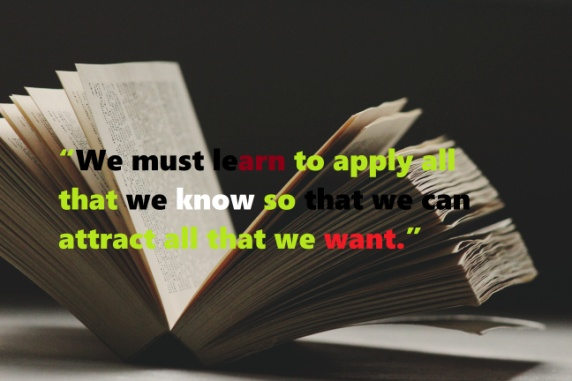 “We must learn to apply all
that we know so that we can
attract all that we want.”